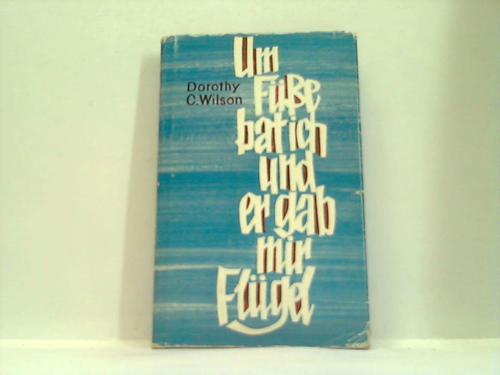 Dorothy
C. Wilson
Um
Füße
bat ich
und
er gab
mir
Flügel